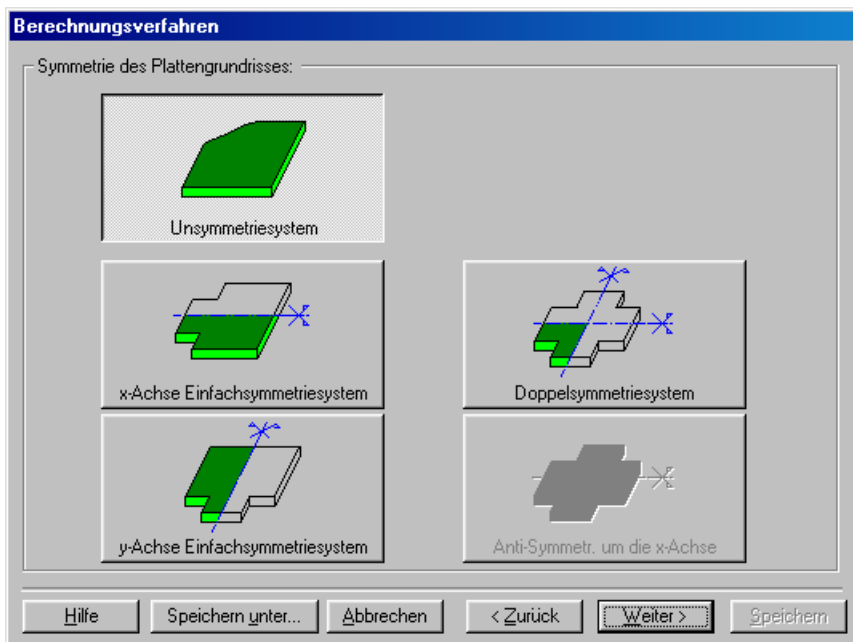 Berechnungsverfahren
Symmetrie des Plattengrundrisses:
Unsymmetriesystem
x-Achse Einfachsymmetriesystem
Doppelsymmetriesystem
y-Achse Einfachsymmetriesystem
Anti-Symmetr. um die x-Achse
Hilfe
Speichern unter...
Abbrechen
< Zurück
Weiter >
Speichern